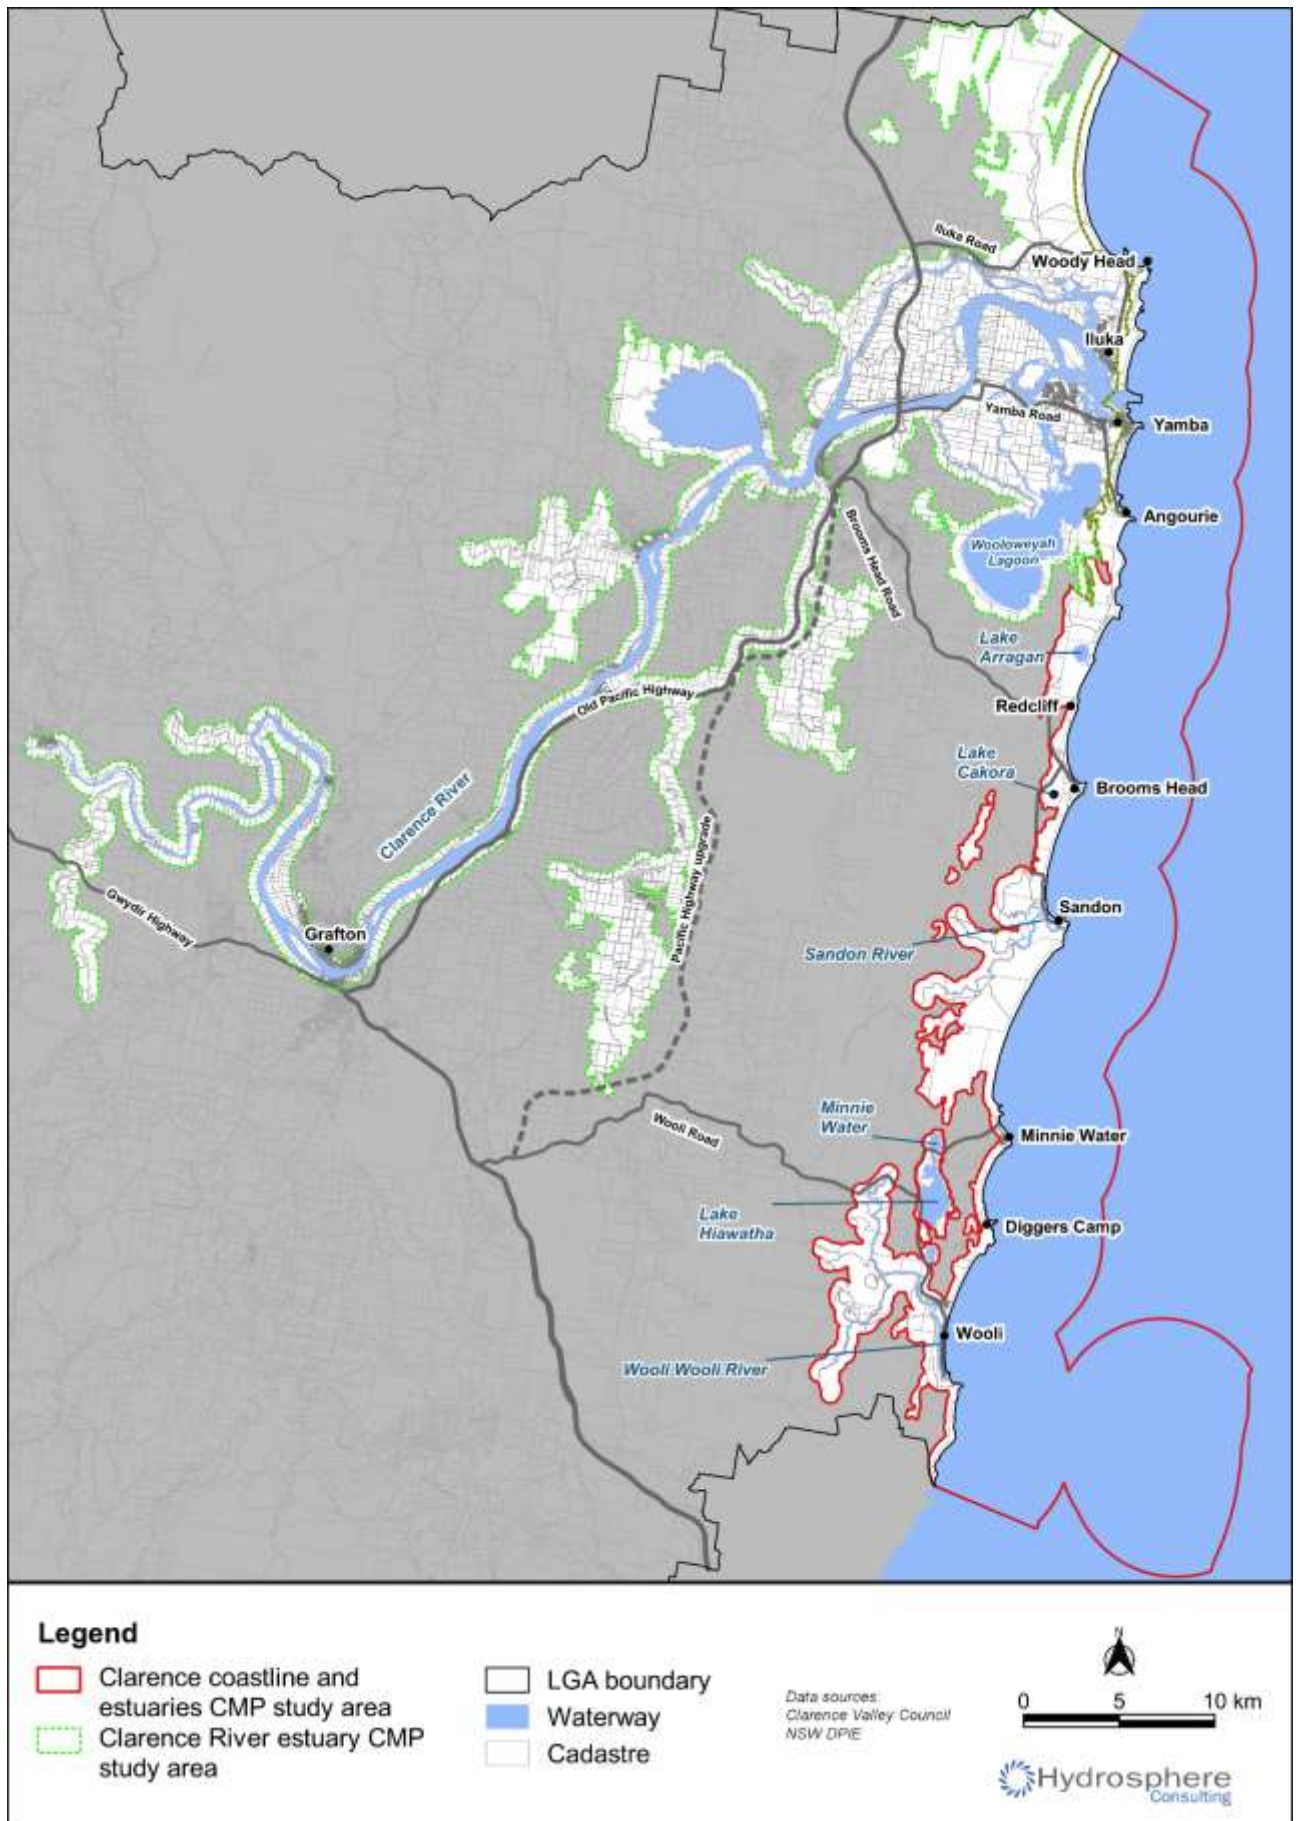 Iluka Road
Woody Head
Iluka
Yamba Road
Yamba
Angourie
Brooms Head Road
Wooloweyah
Lagoon
Lake
Arragan
Old Pacific Highway
Redcliff
Lake
Cakora
Brooms Head
Clarence River
Pacific Highway upgrade
Gwydir Highway
Grafton
Sandon
Sandon River
Minnie
Water
Wooli Road
Minnie Water
Lake
Hiawatha
Diggers Camp
Wooli
Wooli Wooli River
Legend
Clarence coastline and
estuaries CMP study area
Clarence River estuary CMP
study area
LGA boundary
Waterway
Cadastre
Data sources:
Clarence Valley Council
NSW DPIE
N
0 5 10 km
Hydrosphere
Consulting